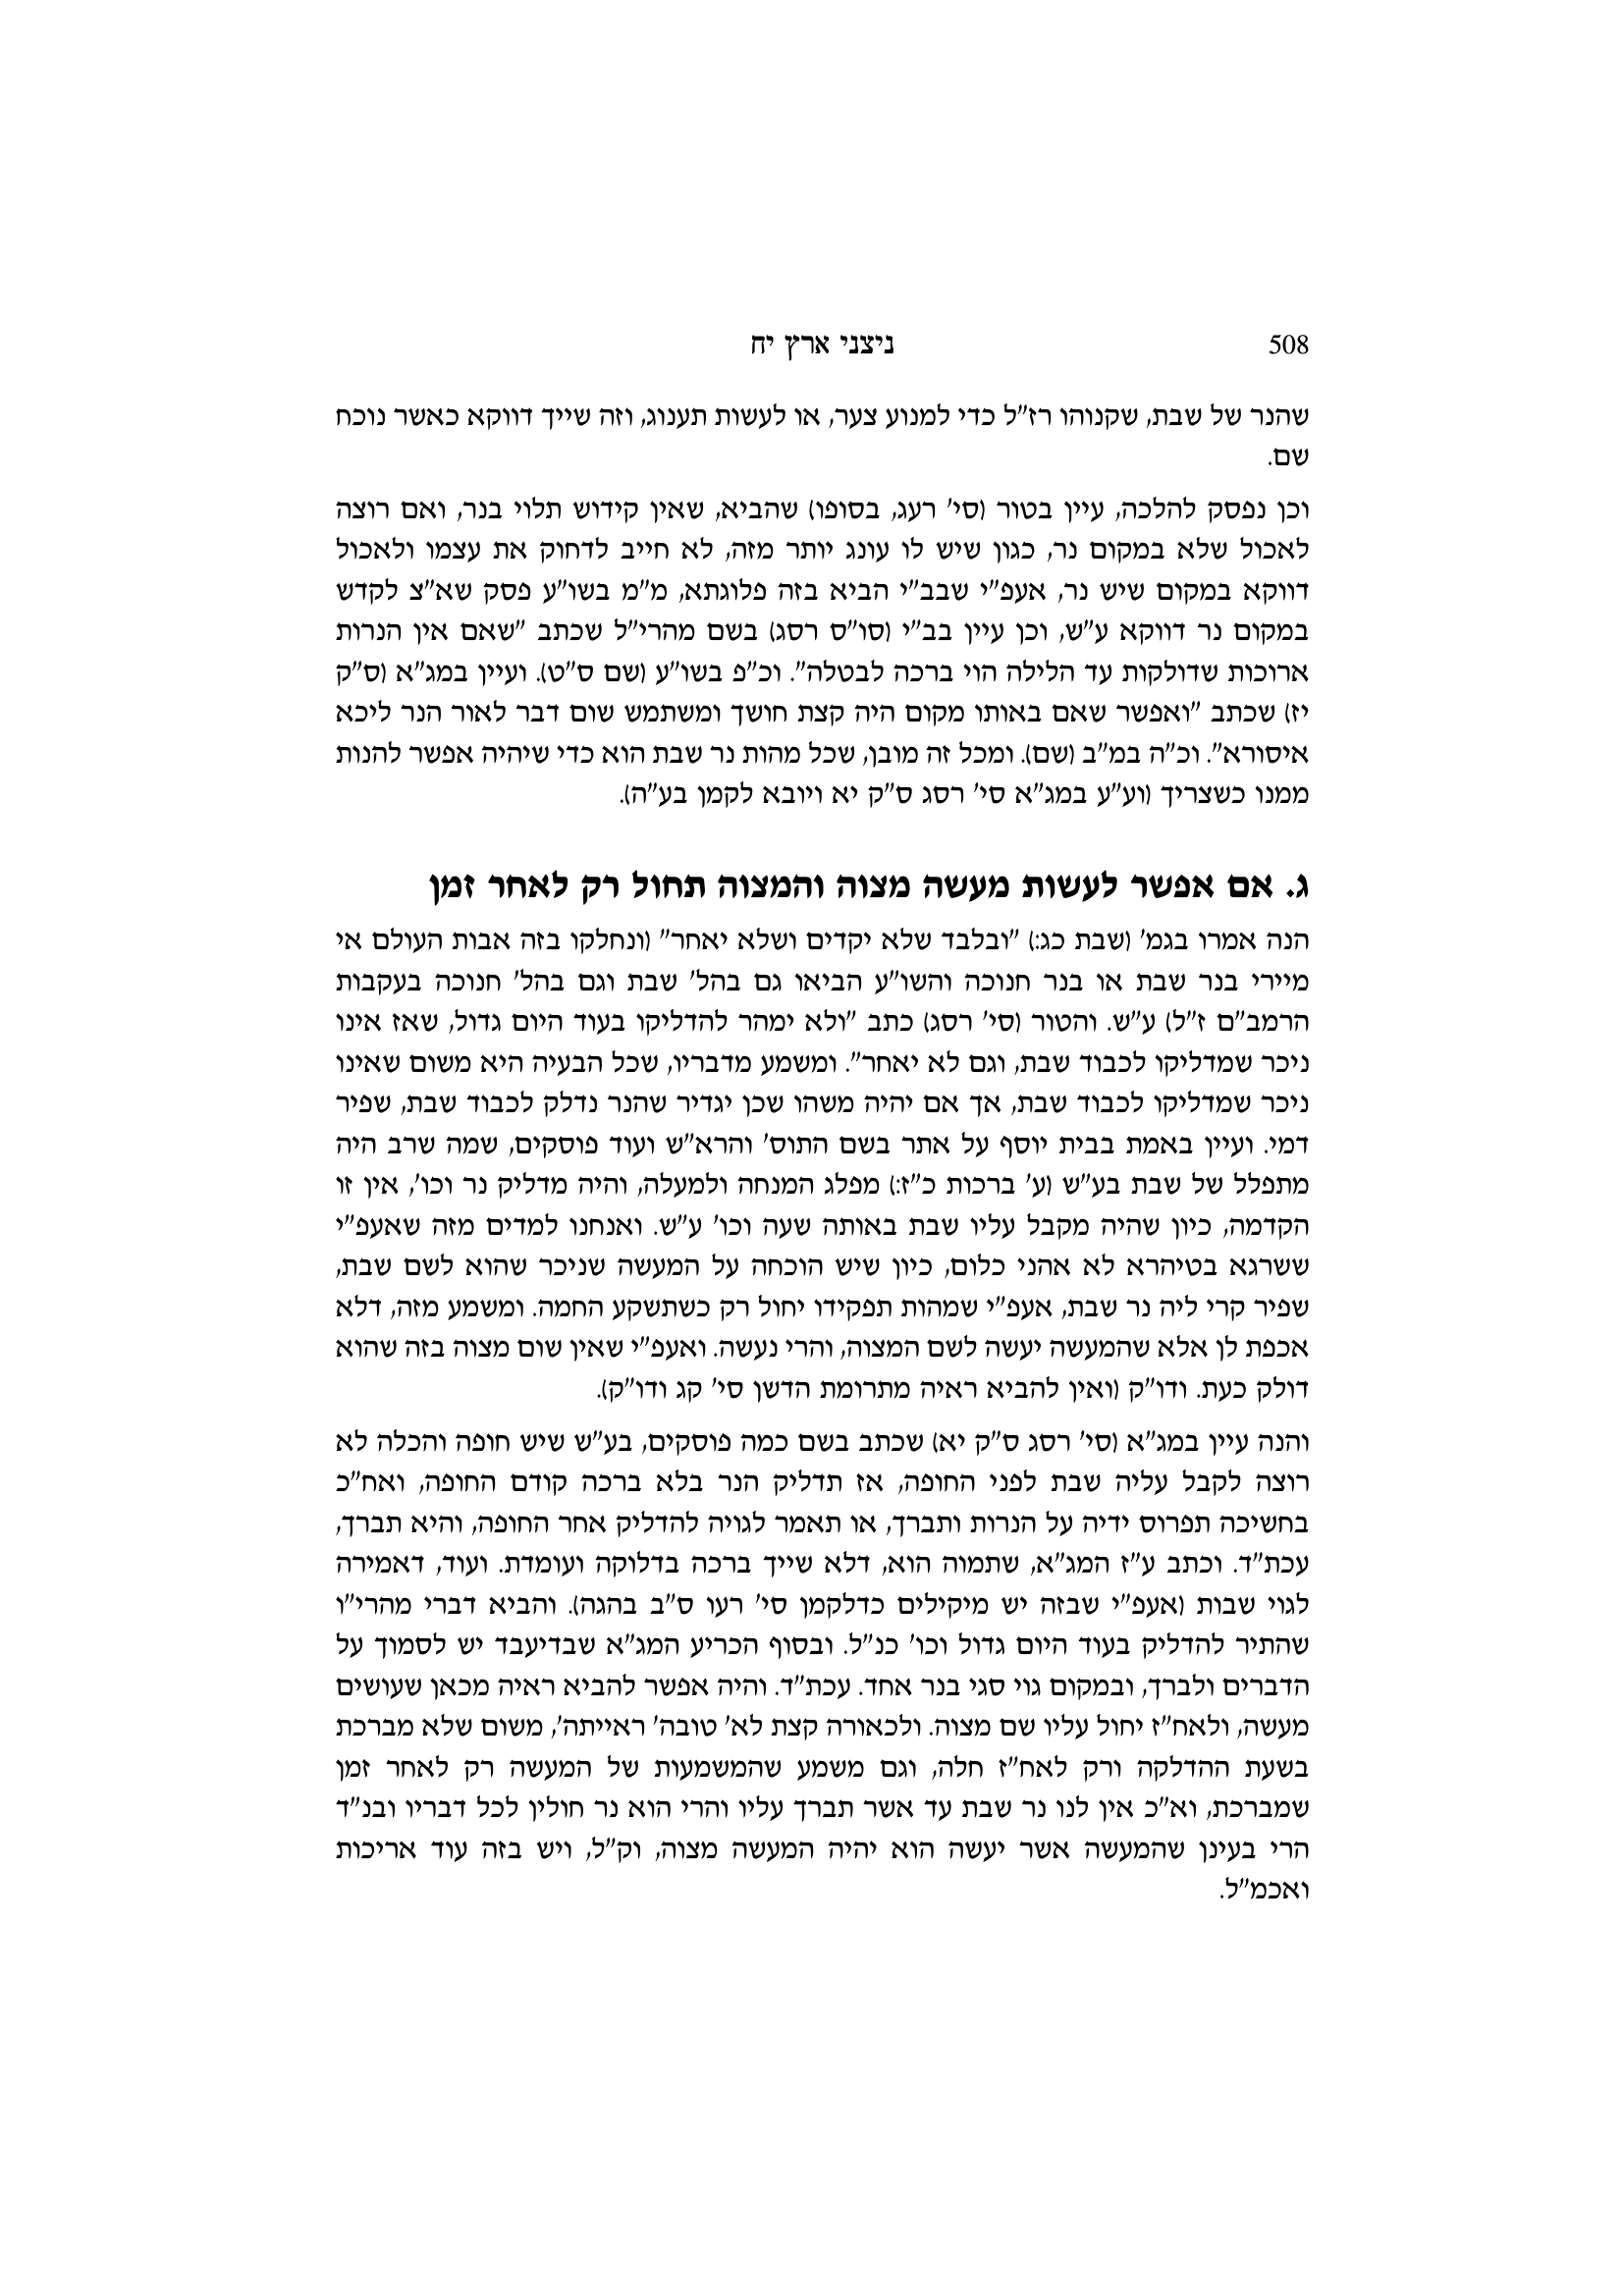 508 ניצני ארץ יח
שהנר של שבת, שקנוהו רז"ל כדי למנוע צער, או לעשות תענוג, וזה שייך דווקא כאשר נוכח
שם.
וכן נפסק להלכה, עיין בטור (סי' רעג, בסופו) שהביא, שאין קידוש תלוי בנר, ואם רוצה
לאכול שלא במקום נר, כגון שיש לו עונג יותר מזה, לא חייב לדחוק את עצמו ולאכול
דווקא במקום שיש נר, אעפ"י שבב"י הביא בזה פלוגתא, מ"מ בשו"ע פסק שא"צ לקדש
במקום נר דווקא ע"ש, וכן עיין בב"י (סו"ס רסג) בשם מהרי"ל שכתב "שאם אין הנרות
ארוכות שדולקות עד הלילה הוי ברכה לבטלה". וכ"פ בשו"ע (שם ס"ט). ועיין במג"א (ס"ק
יז) שכתב "ואפשר שאם באותו מקום היה קצת חושך ומשתמש שום דבר לאור הנר ליכא
איסורא". וכ"ה במ"ב (שם). ומכל זה מובן, שכל מהות נר שבת הוא כדי שיהיה אפשר להנות
ממנו כשצריך (וע"ע במג"א סי' רסג ס"ק יא ויובא לקמן בע"ה).
ג. אם אפשר לעשות מעשה מצוה והמצוה תחול רק לאחר זמן
הנה אמרו בגמ' (שבת כג:) "ובלבד שלא יקדים ושלא יאחר" (ונחלקו בזה אבות העולם אי
מיירי בנר שבת או בנר חנוכה והשו"ע הביאו גם בהל' שבת וגם בהל' חנוכה בעקבות
הרמב"ם ז"ל) ע"ש. והטור (סי' רסג) כתב "ולא ימהר להדליקו בעוד היום גדול, שאז אינו
ניכר שמדליקו לכבוד שבת, וגם לא יאחר". ומשמע מדבריו, שכל הבעיה היא משום שאינו
ניכר שמדליקו לכבוד שבת, אך אם יהיה משהו שכן יגדיר שהנר נדלק לכבוד שבת, שפיר
דמי. ועיין באמת בבית יוסף על אתר בשם התוס' והרא"ש ועוד פוסקים, שמה שרב היה
מתפלל של שבת בע"ש (ע' ברכות כ"ז:) מפלג המנחה ולמעלה, והיה מדליק נר וכו', אין זו
הקדמה, כיון שהיה מקבל עליו שבת באותה שעה וכו' ע"ש. ואנחנו למדים מזה שאעפ"י
ששרגא בטיהרא לא אהני כלום, כיון שיש הוכחה על המעשה שניכר שהוא לשם שבת,
שפיר קרי ליה נר שבת, אעפ"י שמהות תפקידו יחול רק כשתשקע החמה. ומשמע מזה, דלא
אכפת לן אלא שהמעשה יעשה לשם המצוה, והרי נעשה. ואעפ"י שאין שום מצוה בזה שהוא
דולק כעת. ודו"ק (ואין להביא ראיה מתרומת הדשן סי' קג ודו"ק).
והנה עיין במג"א (סי' רסג ס"ק יא) שכתב בשם כמה פוסקים, בע"ש שיש חופה והכלה לא
רוצה לקבל עליה שבת לפני החופה, אז תדליק הנר בלא ברכה קודם החופה, ואח"כ
בחשיכה תפרוס ידיה על הנרות ותברך, או תאמר לגויה להדליק אחר החופה, והיא תברך,
עכת"ד. וכתב ע"ז המג"א, שתמוה הוא, דלא שייך ברכה בדלוקה ועומדת. ועוד, דאמירה
לגוי שבות (אעפ"י שבזה יש מיקילים כדלקמן סי' רעו ס"ב בהגה). והביא דברי מהרי"ו
שהתיר להדליק בעוד היום גדול וכו' כנ"ל. ובסוף הכריע המג"א שבדיעבד יש לסמוך על
הדברים ולברך, ובמקום גוי סגי בנר אחד. עכת"ד. והיה אפשר להביא ראיה מכאן שעושים
מעשה, ולאח"ז יחול עליו שם מצוה. ולכאורה קצת לא' טובה' ראייתה', משום שלא מברכת
בשעת ההדלקה ורק לאח"ז חלה, וגם משמע שהמשמעות של המעשה רק לאחר זמן
שמברכת, וא"כ אין לנו נר שבת עד אשר תברך עליו והרי הוא נר חולין לכל דבריו ובנ"ד
הרי בעינן שהמעשה אשר יעשה הוא יהיה המעשה מצוה, וק"ל, ויש בזה עוד אריכות
ואכמ"ל.